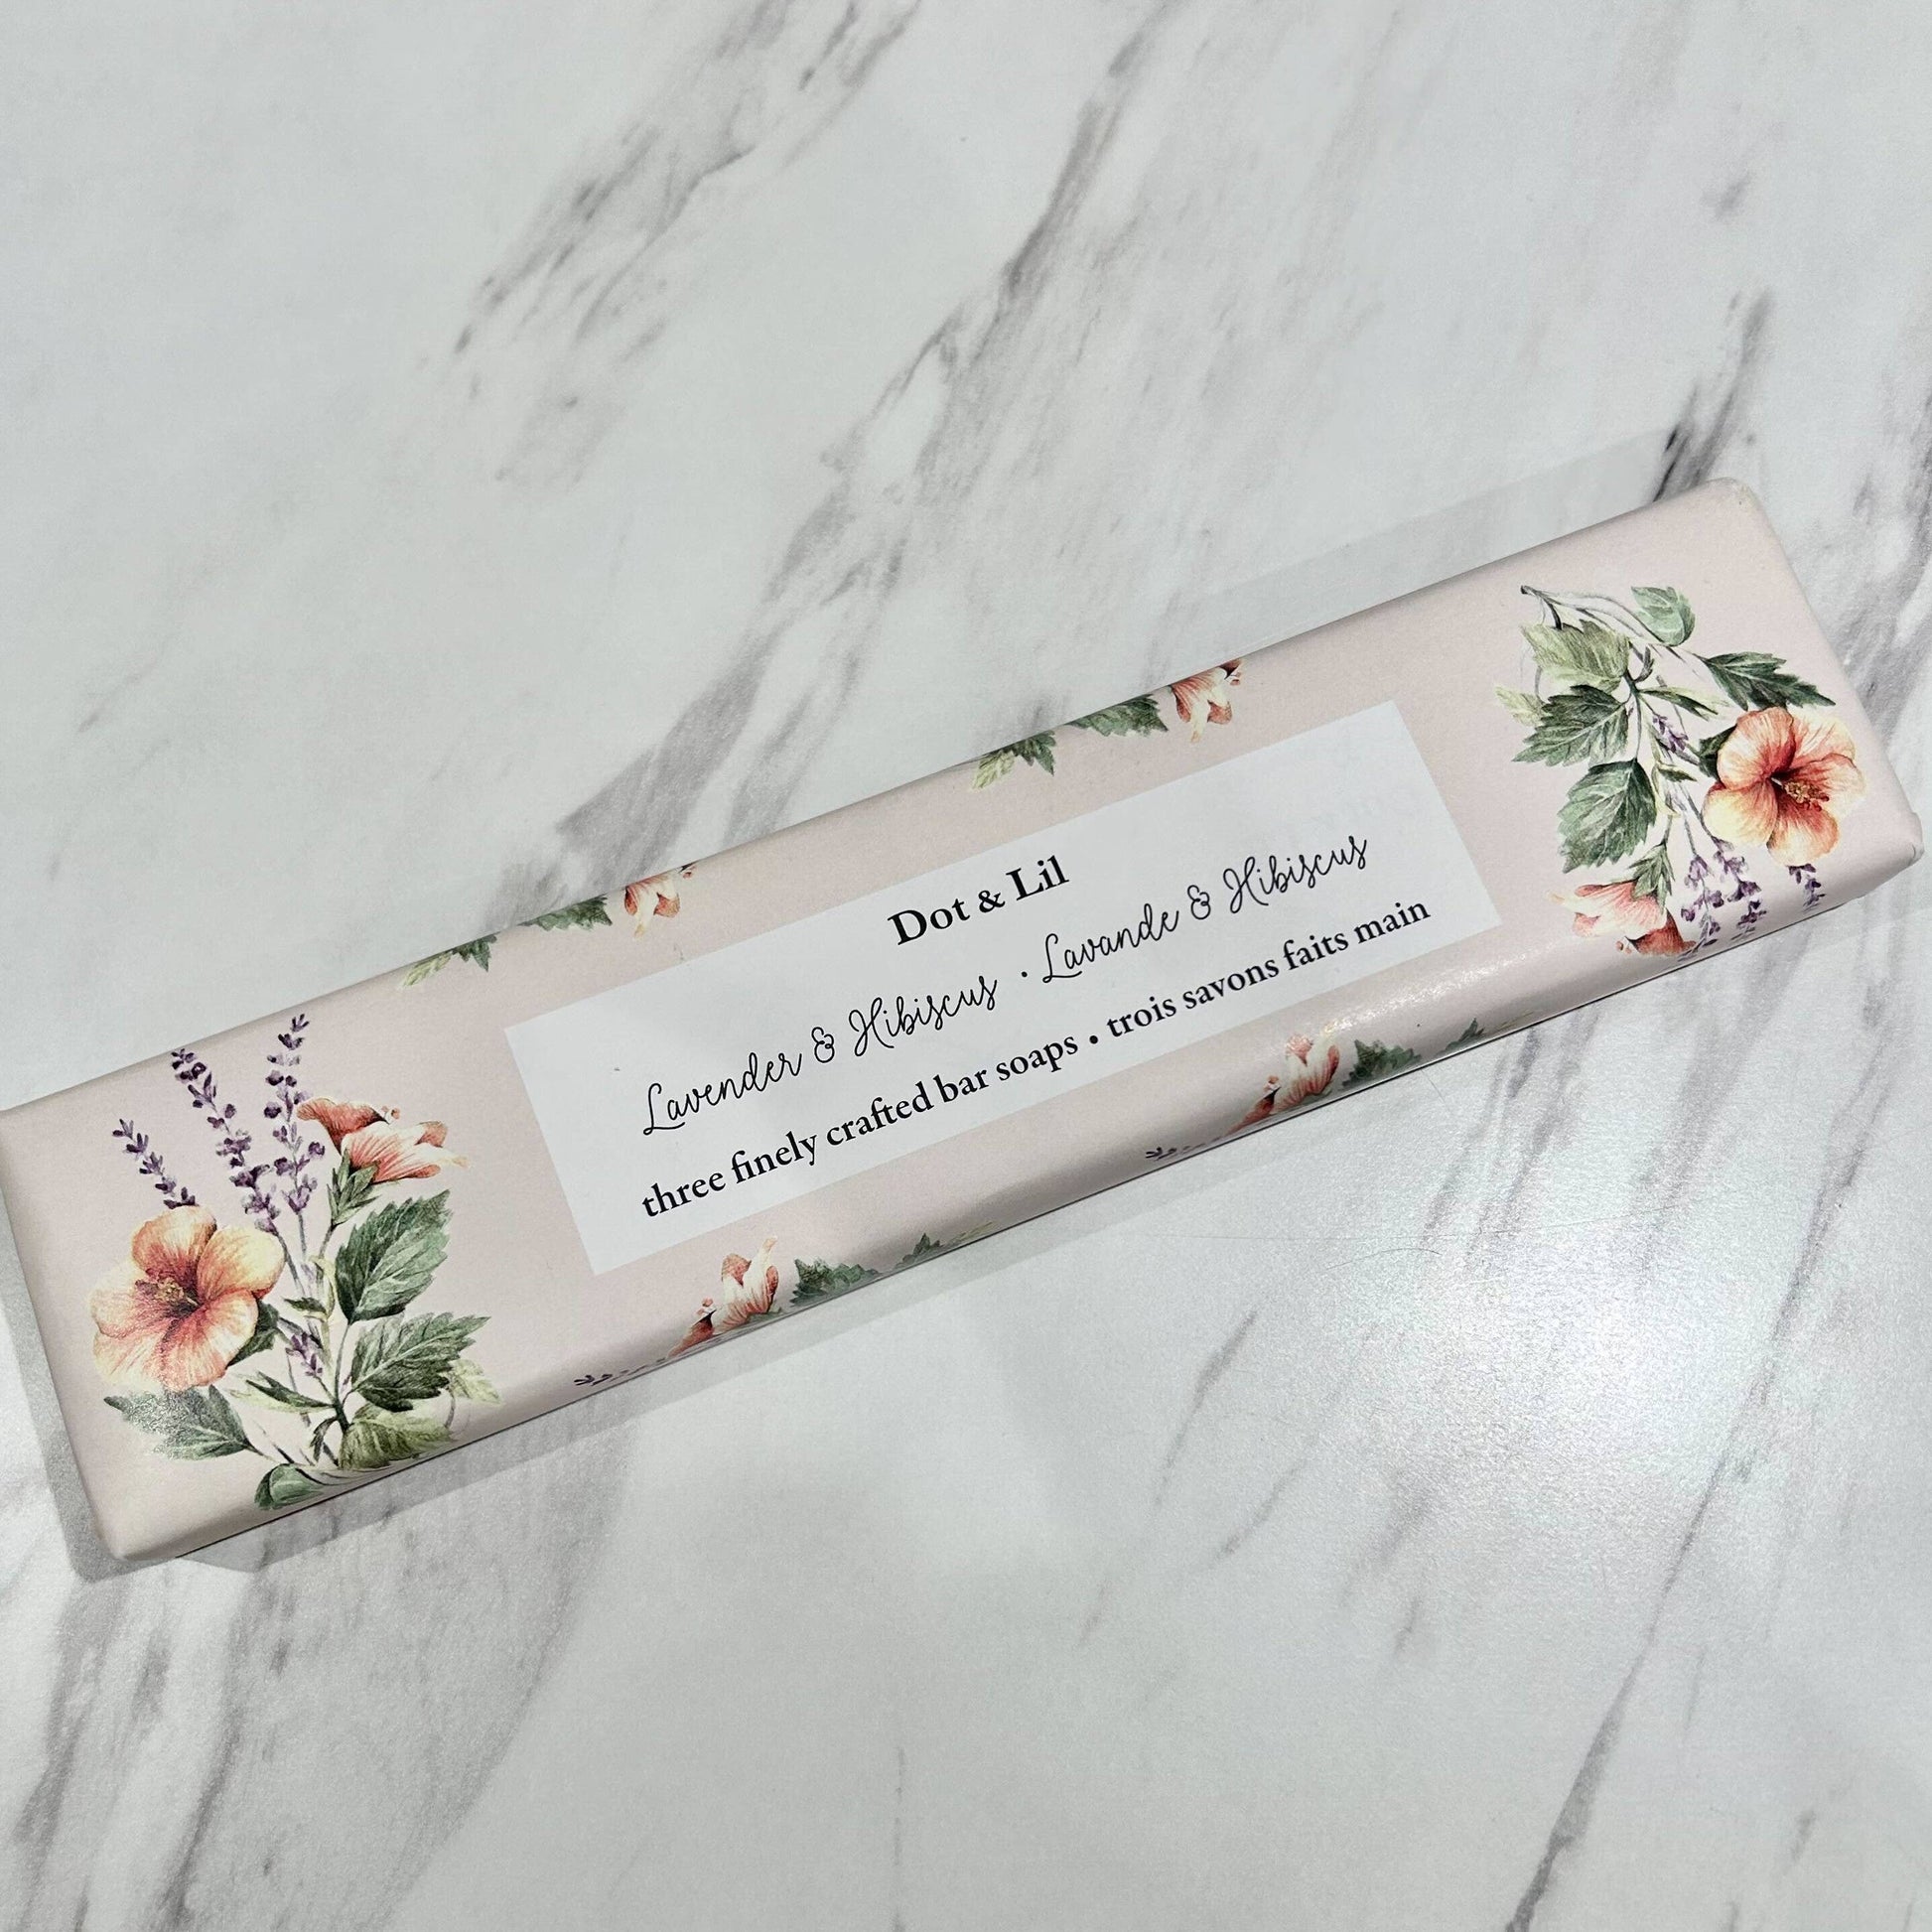 Dot & Lil
Lavender & Hibiscus · Lavande & Hibiscus
three finely crafted bar soaps • trois savons faits main